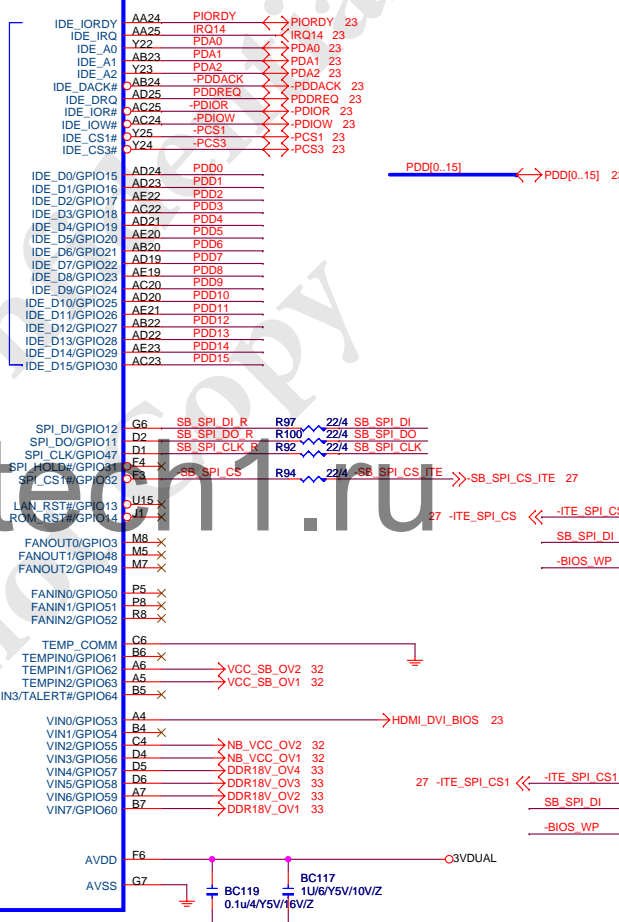 IDE_IORDY AA24 PIORDY PIORDY 23
IDE_IRQ AA25 IRQ14 IRQ14 23
IDE_A0 Y22 PDA0 PDA0 23
IDE_A1 AB23 PDA1 PDA1 23
IDE_A2 Y23 PDA2 PDA2 23
IDE_DACK# AB24 -PDDACK -PDDACK 23
IDE_DRQ AD25 PDDREQ PDDREQ 23
IDE_IOR# AC25 -PDIOR -PDIOR 23
IDE_IOW# AC24 -PDIOW -PDIOW 23
IDE_CS1# Y25 -PCS1 -PCS1 23
IDE_CS3# Y24 -PCS3 -PCS3 23
PDD[0..15] PDD[0..15]
IDE_D0/GPIO15 AD24 PDD0
IDE_D1/GPIO16 AD23 PDD1
IDE_D2/GPIO17 AE22 PDD2
IDE_D3/GPIO18 AC22 PDD3
IDE_D4/GPIO19 AD21 PDD4
IDE_D5/GPIO20 AE20 PDD5
IDE_D6/GPIO21 AB20 PDD6
IDE_D7/GPIO22 AD19 PDD7
IDE_D8/GPIO23 AE19 PDD8
IDE_D9/GPIO24 AC20 PDD9
IDE_D10/GPIO25 AD20 PDD10
IDE_D11/GPIO26 AE21 PDD11
IDE_D12/GPIO27 AB22 PDD12
IDE_D13/GPIO28 AD22 PDD13
IDE_D14/GPIO29 AE23 PDD14
IDE_D15/GPIO30 AC23 PDD15
SPI_DI/GPIO12 G6 SB_SPI_DI_R R97 22/4 SB_SPI_DI
SPI_DO/GPIO11 D2 SB_SPI_DO_R R100 22/4 SB_SPI_DO
SPI_CLK/GPIO47 D1 SB_SPI_CLK_R R92 22/4 SB_SPI_CLK
SPI_HOLD#/GPIO31 F4
SPI_CS1#/GPIO32 F3 -SB_SPI_CS R94 22/4 -SB_SPI_CS_ITE -SB_SPI_CS_ITE 27
LAN_RST#/GPIO13 U15
ROM_RST#/GPIO14 J1
27 -ITE_SPI_CS -ITE_SPI_CS
SB_SPI_DI
-BIOS_WP
FANOUT0/GPIO3 M8
FANOUT1/GPIO48 M5
FANOUT2/GPIO49 M7
FANIN0/GPIO50 P5
FANIN1/GPIO51 P8
FANIN2/GPIO52 R8
TEMP_COMM C6
TEMPIN0/GPIO61 B6
TEMPIN1/GPIO62 A6 VCC_SB_OV2 32
TEMPIN2/GPIO63 A5 VCC_SB_OV1 32
IN3/TALERT#/GPIO64 B5
VIN0/GPIO53 A4 HDMI_DVI_BIOS 23
VIN1/GPIO54 B4
VIN2/GPIO55 C4 NB_VCC_OV2 32
VIN3/GPIO56 D4 NB_VCC_OV1 32
VIN4/GPIO57 D5 DDR18V_OV4 33
VIN5/GPIO58 D6 DDR18V_OV3 33
VIN6/GPIO59 A7 DDR18V_OV2 33
VIN7/GPIO60 B7 DDR18V_OV1 33
27 -ITE_SPI_CS1 -ITE_SPI_CS1
SB_SPI_DI
-BIOS_WP
AVDD F6 3VDUAL
AVSS G7
BC119
0.1u/4/Y5V/16V/Z
BC117
1U/6/Y5V/10V/Z
tech1.ru
Copy